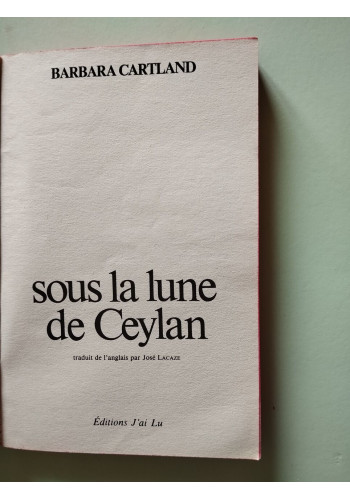 BARBARA CARTLAND
sous la lune
de Ceylan
traduit de l'anglais par José LACAZE
Éditions J'ai Lu